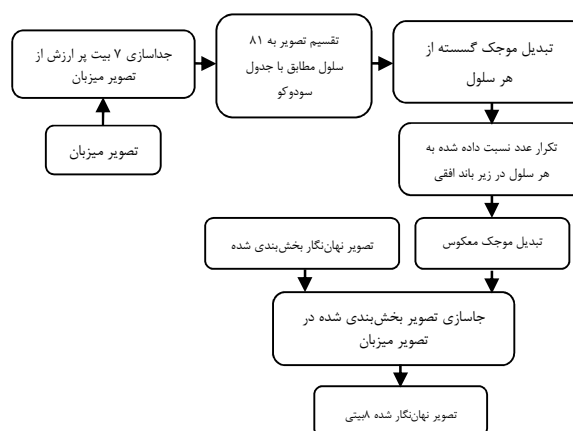 تصویر میزبان
جداسازی ۷ بیت پر ارزش از
تصویر میزبان
تقسیم تصویر به ۸۱
سلول مطابق با جدول
سودوکو
تبدیل موجک گسسته از
هر سلول
تکرار عدد نسبت داده شده به
هر سلول در زیر باند افقی
تبدیل موجک معکوس
تصویر نهان‌نگار بخش‌بندی شده
جاسازی تصویر بخش‌بندی شده در
تصویر میزبان
تصویر نهان‌نگار شده ۸بیتی